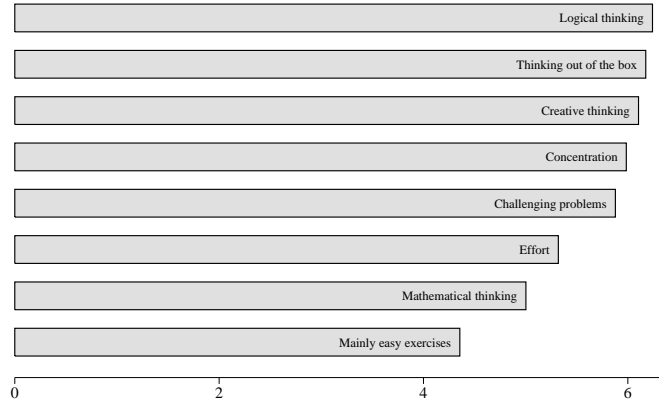 Logical thinking
Thinking out of the box
Creative thinking
Concentration
Challenging problems
Effort
Mathematical thinking
Mainly easy exercises
0 2 4 6